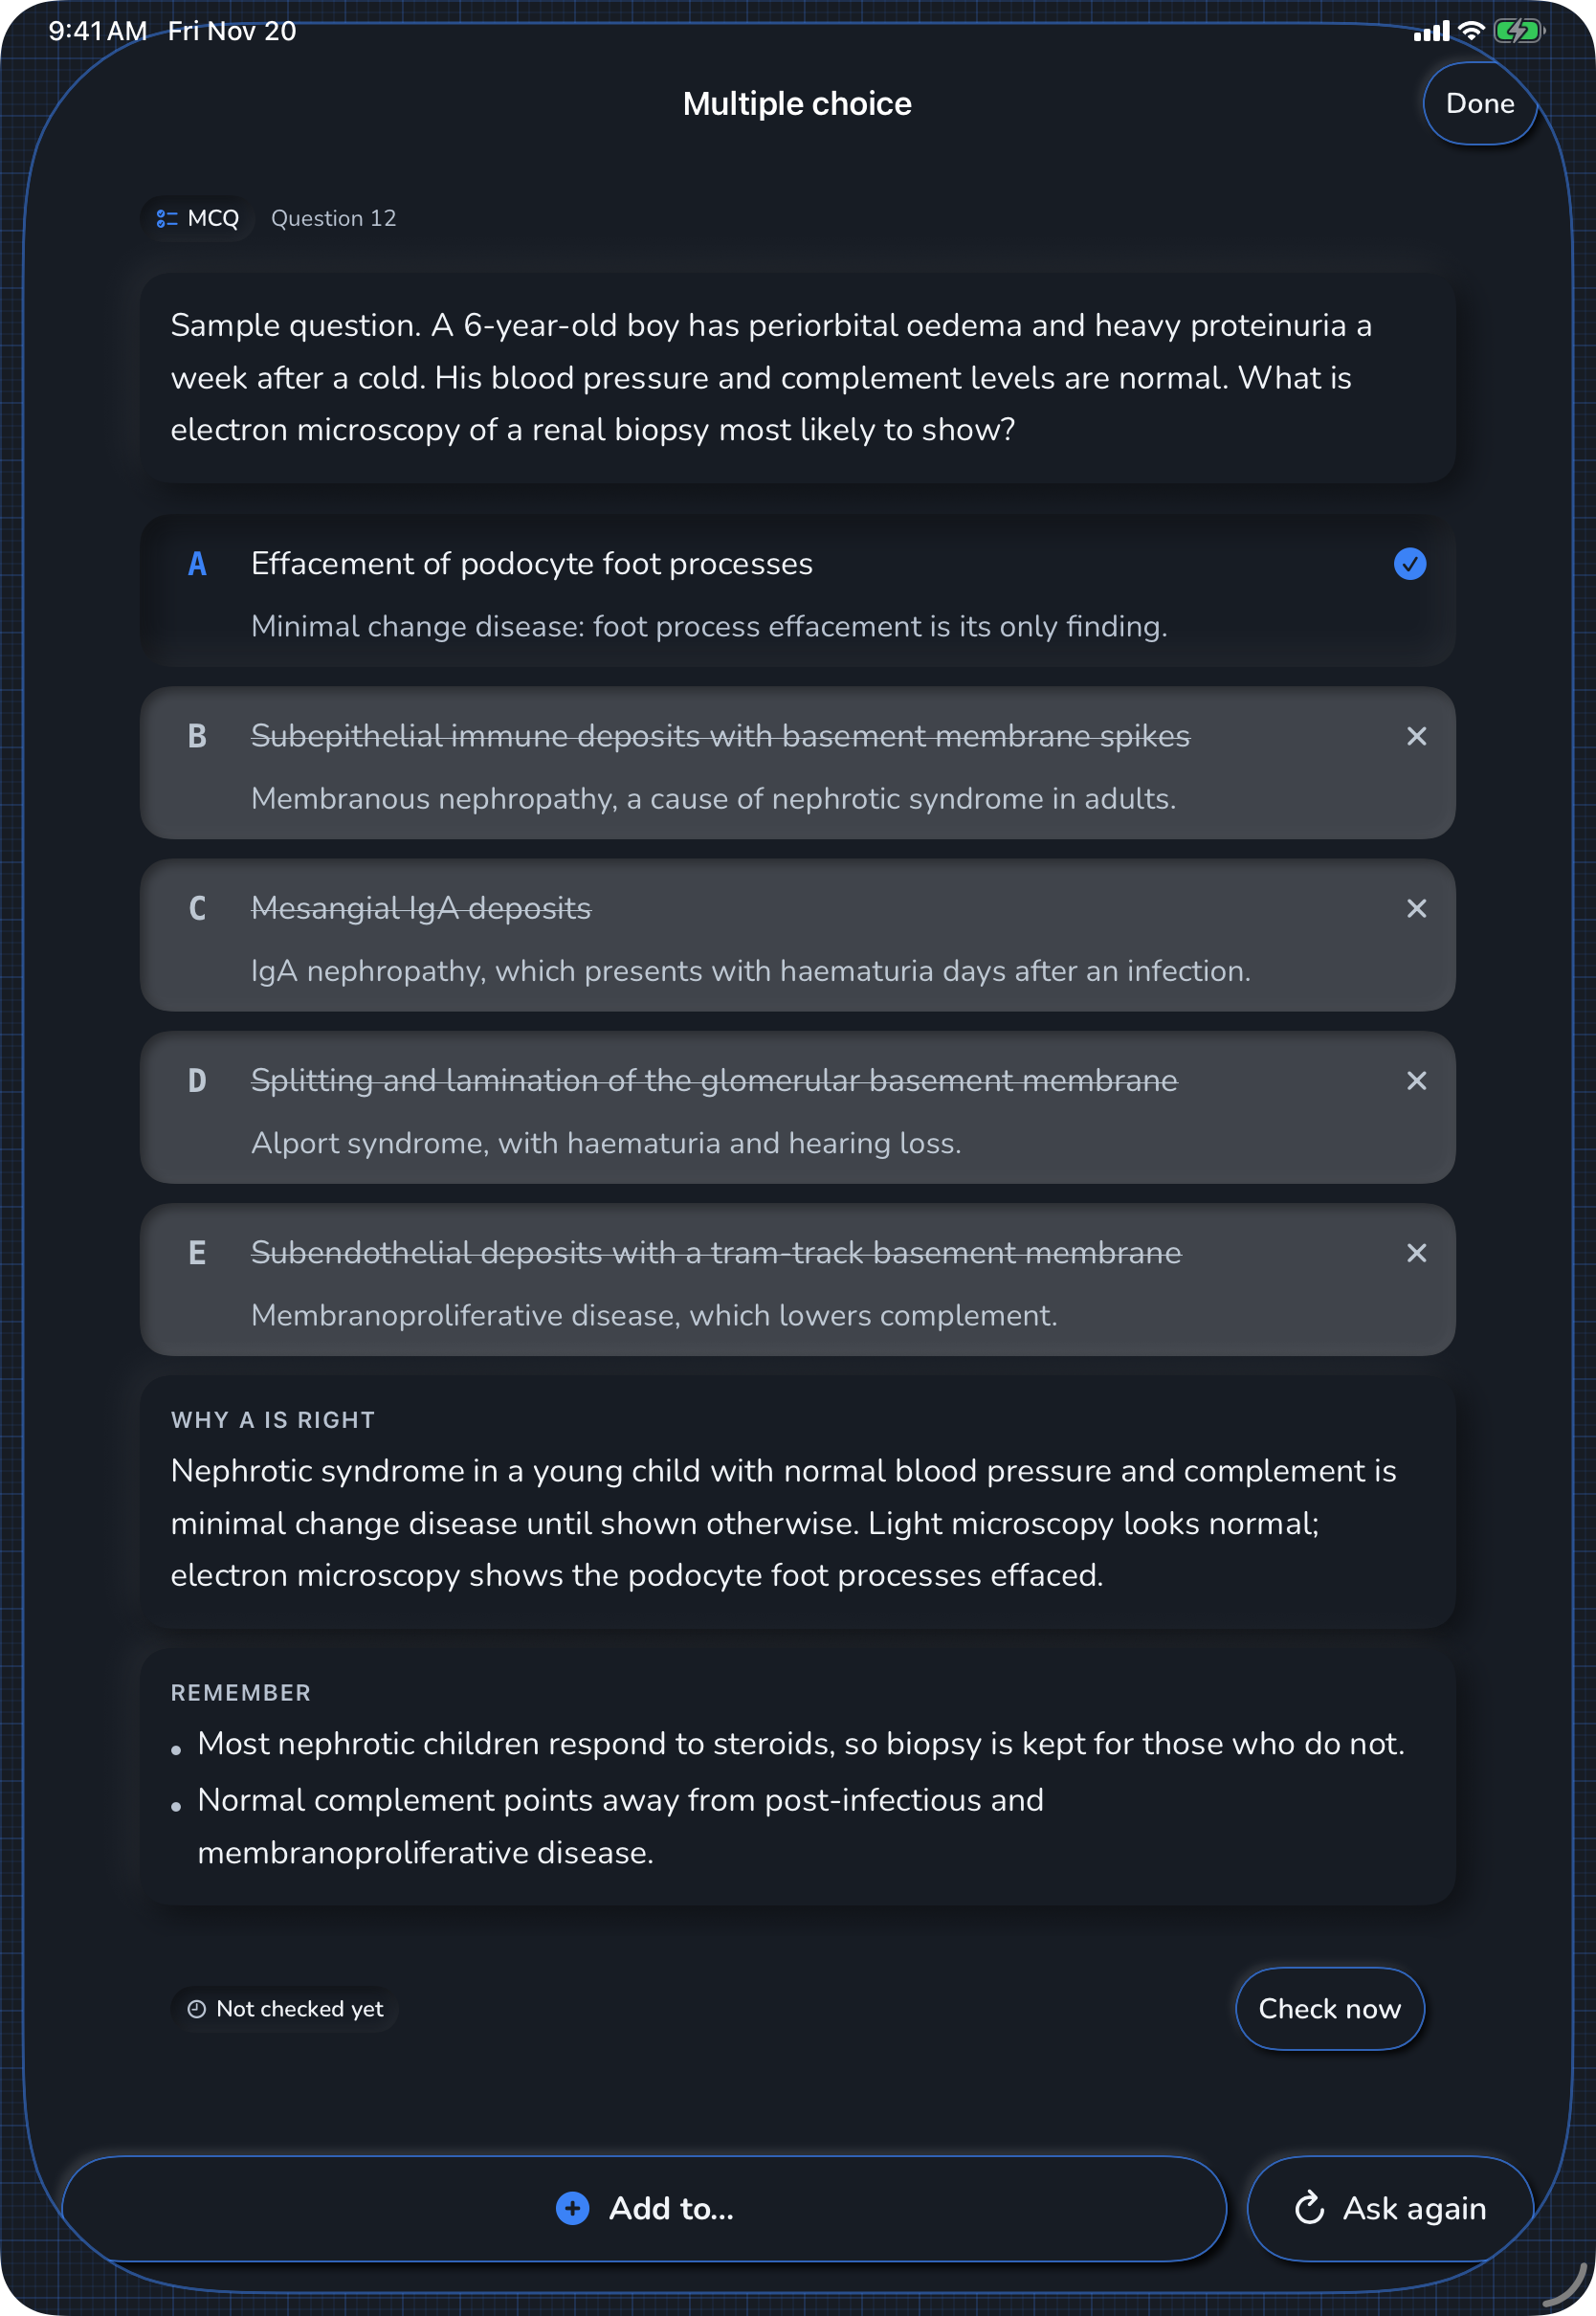 9:41 AM Fri Nov 20
Multiple choice
Done
MCQ Question 12
Sample question. A 6-year-old boy has periorbital oedema and heavy proteinuria a
week after a cold. His blood pressure and complement levels are normal. What is
electron microscopy of a renal biopsy most likely to show?
A Effacement of podocyte foot processes
Minimal change disease: foot process effacement is its only finding.
B Subepithelial immune deposits with basement membrane spikes
Membranous nephropathy, a cause of nephrotic syndrome in adults.
C Mesangial IgA deposits
IgA nephropathy, which presents with haematuria days after an infection.
D Splitting and lamination of the glomerular basement membrane
Alport syndrome, with haematuria and hearing loss.
E Subendothelial deposits with a tram-track basement membrane
Membranoproliferative disease, which lowers complement.
WHY A IS RIGHT
Nephrotic syndrome in a young child with normal blood pressure and complement is
minimal change disease until shown otherwise. Light microscopy looks normal;
electron microscopy shows the podocyte foot processes effaced.
REMEMBER
• Most nephrotic children respond to steroids, so biopsy is kept for those who do not.
• Normal complement points away from post-infectious and
membranoproliferative disease.
Not checked yet
Check now
Add to...
Ask again